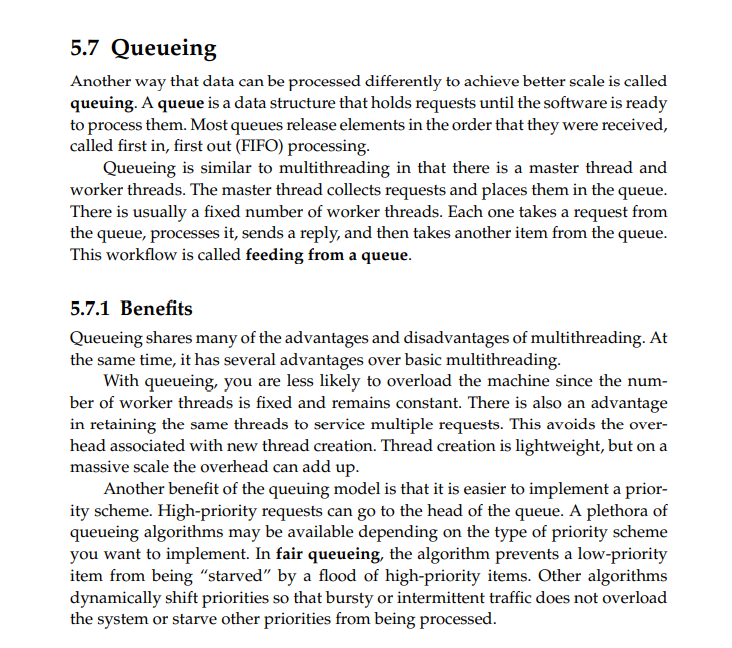 5.7 Queueing
Another way that data can be processed differently to achieve better scale is called
queuing. A queue is a data structure that holds requests until the software is ready
to process them. Most queues release elements in the order that they were received,
called first in, first out (FIFO) processing.
Queueing is similar to multithreading in that there is a master thread and
worker threads. The master thread collects requests and places them in the queue.
There is usually a fixed number of worker threads. Each one takes a request from
the queue, processes it, sends a reply, and then takes another item from the queue.
This workflow is called feeding from a queue.
5.7.1 Benefits
Queueing shares many of the advantages and disadvantages of multithreading. At
the same time, it has several advantages over basic multithreading.
With queueing, you are less likely to overload the machine since the num-
ber of worker threads is fixed and remains constant. There is also an advantage
in retaining the same threads to service multiple requests. This avoids the over-
head associated with new thread creation. Thread creation is lightweight, but on a
massive scale the overhead can add up.
Another benefit of the queuing model is that it is easier to implement a prior-
ity scheme. High-priority requests can go to the head of the queue. A plethora of
queueing algorithms may be available depending on the type of priority scheme
you want to implement. In fair queueing, the algorithm prevents a low-priority
item from being “starved” by a flood of high-priority items. Other algorithms
dynamically shift priorities so that bursty or intermittent traffic does not overload
the system or starve other priorities from being processed.